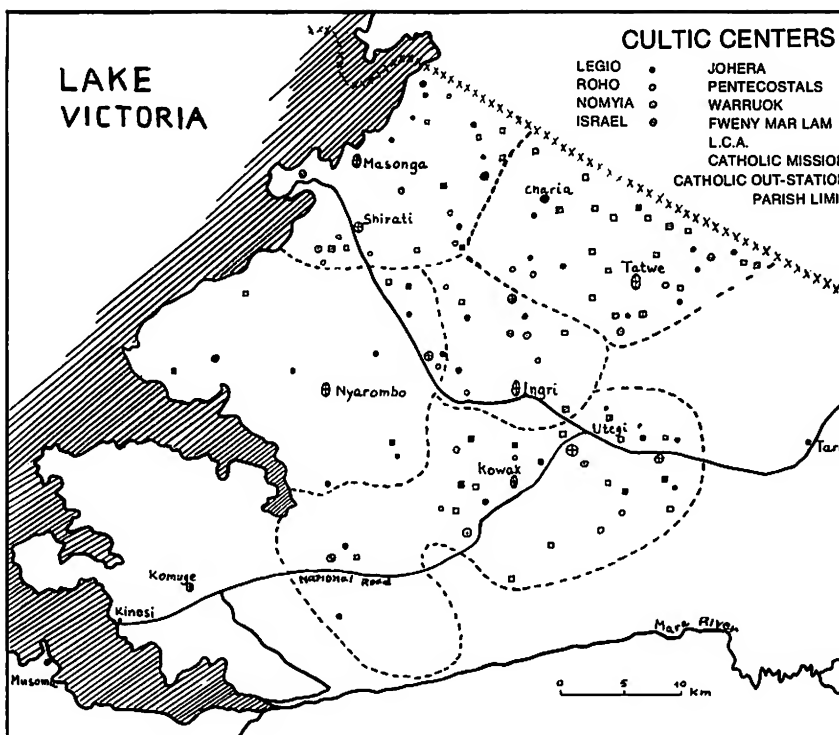 CULTIC CENTERS
LEGIO
ROHO
NOMYIA
ISRAEL
JOHERA
PENTECOSTALS
WARRUOK
FWENY MAR LAM
L.C.A.
CATHOLIC MISSION
CATHOLIC OUT-STATION
PARISH LIMI
LAKE
VICTORIA
Masonga
Charia
Shirati
Tatwe
Nyarombo
Ingri
Utegi
Tar
Kowak
Komuge
National Road
Kinesi
Mara River
Musoma
0 5 10
Km